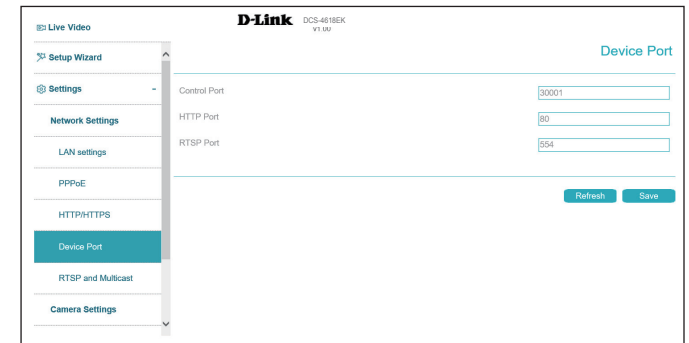 D-Link DCS-4618EK
V1.00
Live Video
Setup Wizard
Settings -
Network Settings
LAN settings
PPPoE
HTTP/HTTPS
Device Port
RTSP and Multicast
Camera Settings
Device Port
Control Port 30001
HTTP Port 80
RTSP Port 554
Refresh Save